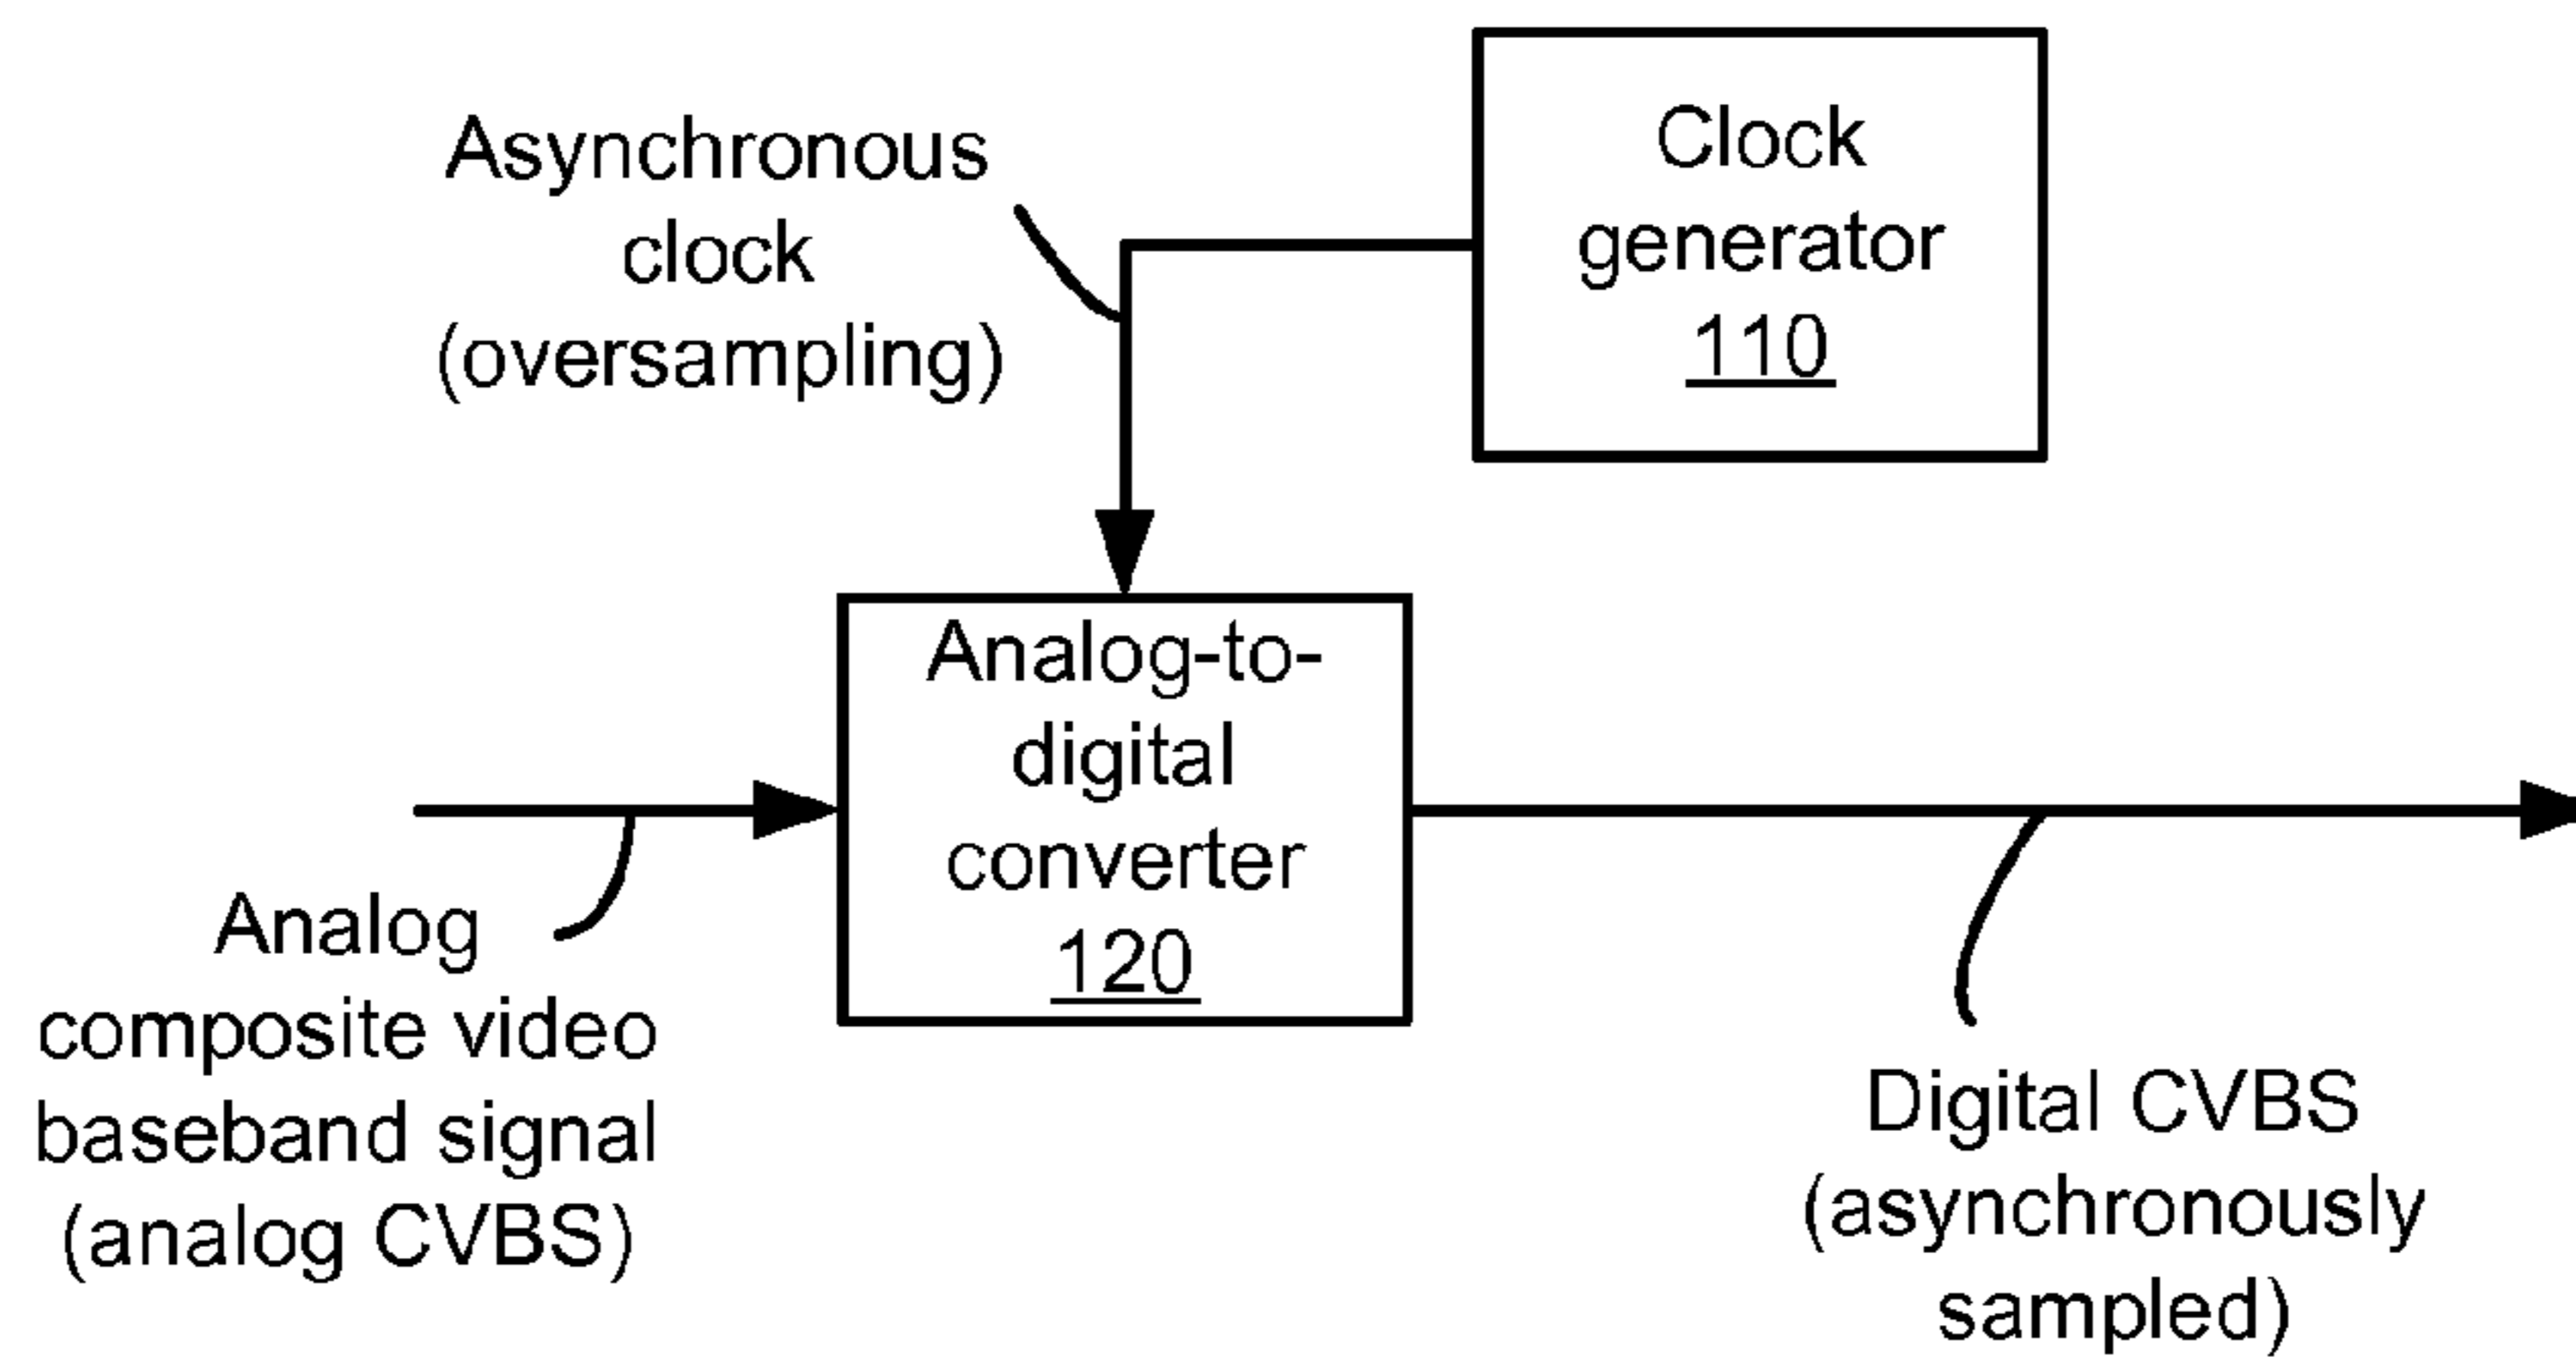 Asynchronous
clock
(oversampling)
Clock
generator
110
Analog-to-
digital
converter
120
Analog
composite video
baseband signal
(analog CVBS)
Digital CVBS
(asynchronously
sampled)